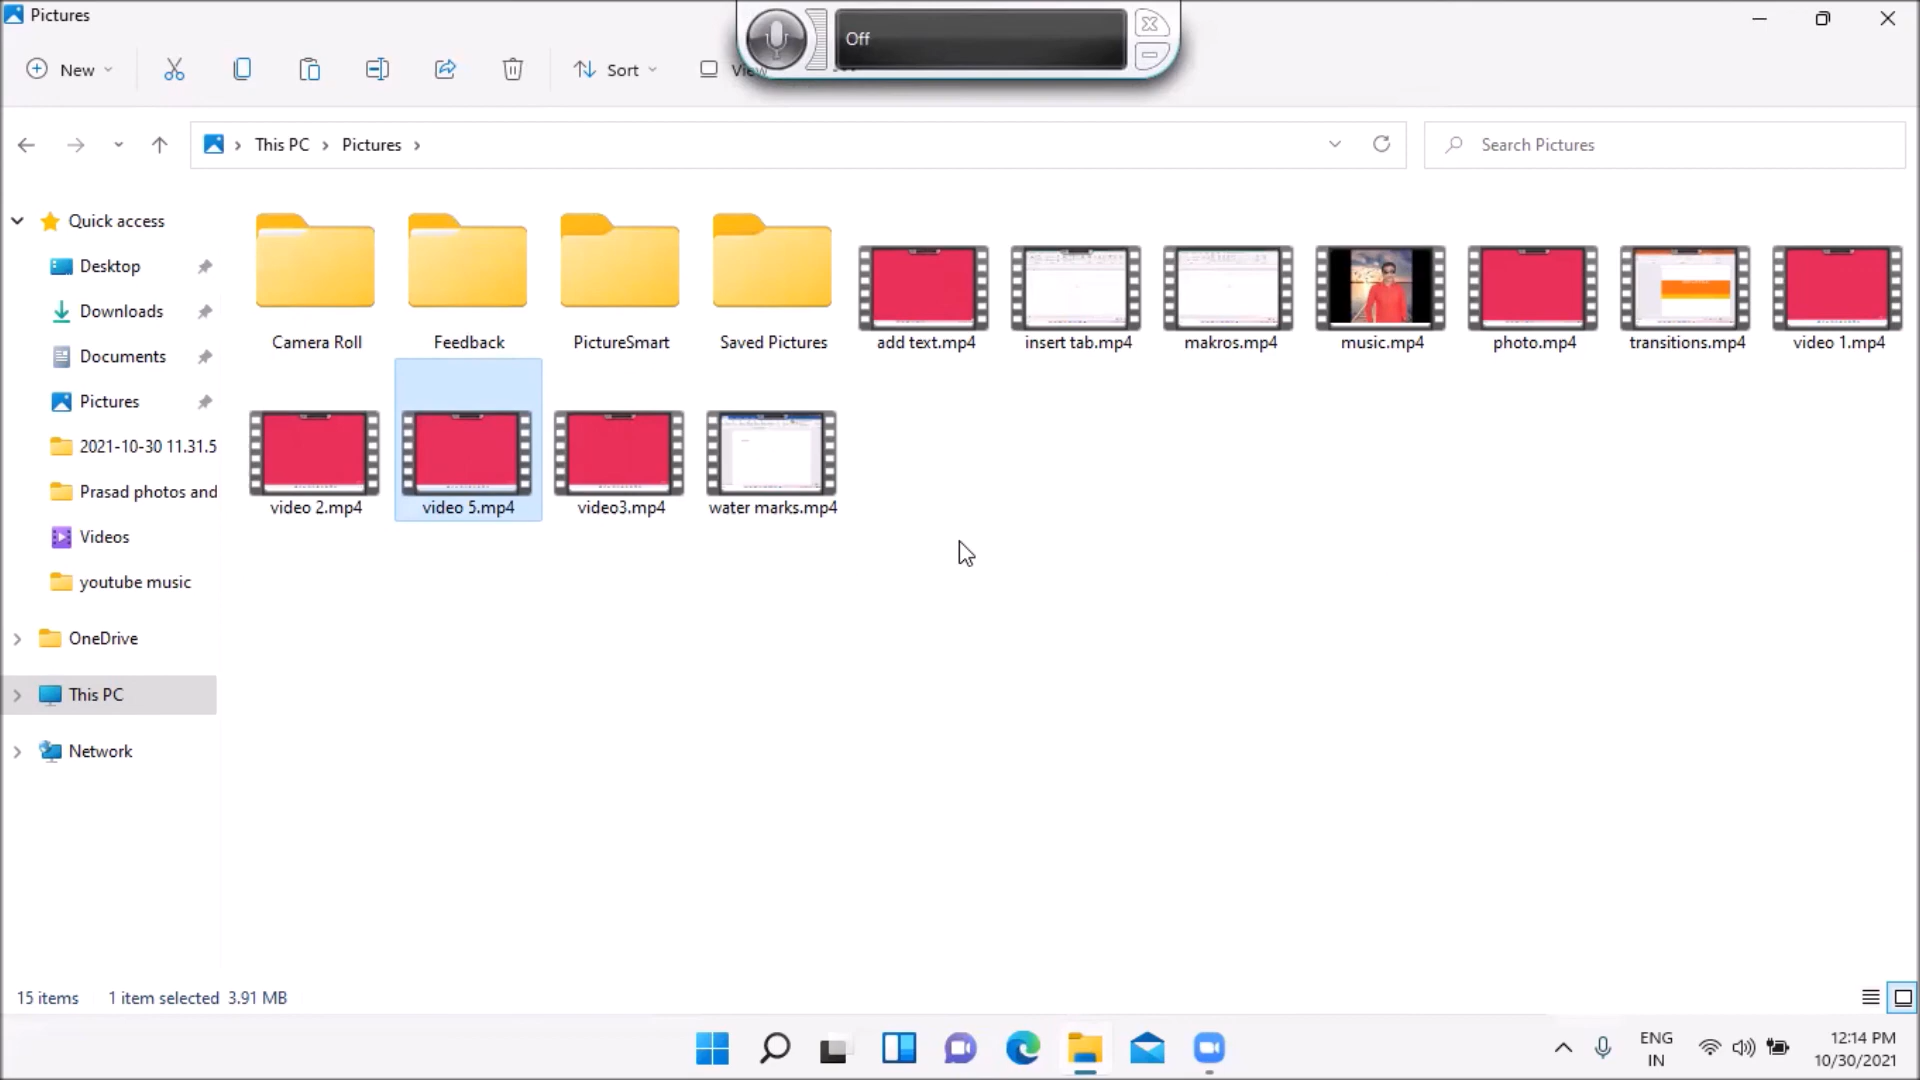 Pictures
Off
New
Sort
View
This PC
Pictures
Search Pictures
Quick access
Desktop
Downloads
Documents
Pictures
2021-10-30 11.31.5
Prasad photos and
Videos
youtube music
OneDrive
This PC
Network
Camera Roll
Feedback
PictureSmart
Saved Pictures
add text.mp4
insert tab.mp4
makros.mp4
music.mp4
photo.mp4
transitions.mp4
video 1.mp4
video 2.mp4
video 5.mp4
video3.mp4
water marks.mp4
15 items 1 item selected 3.91 MB
ENG
IN
12:14 PM
10/30/2021